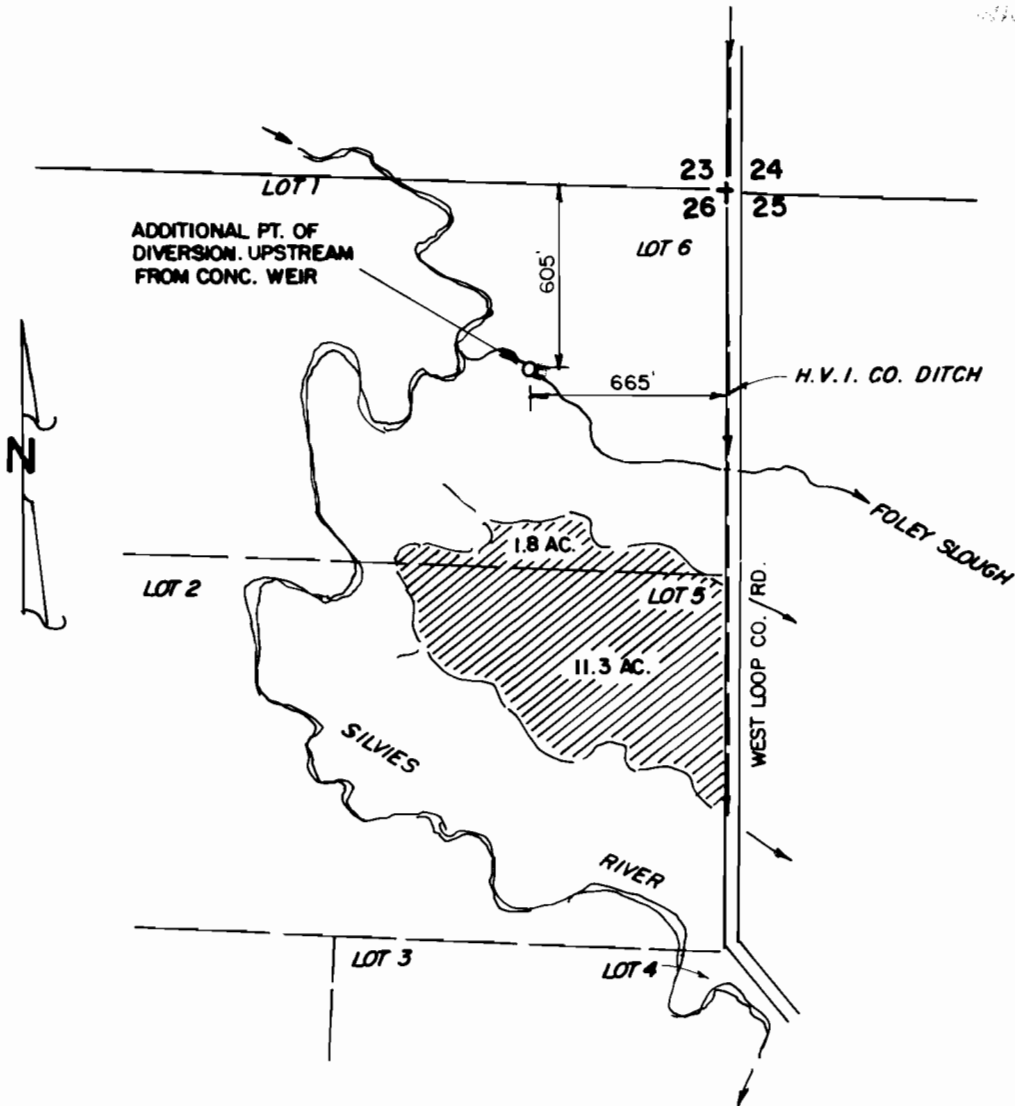 23 24
LOT 1
26 25
ADDITIONAL PT. OF
DIVERSION. UPSTREAM
FROM CONC. WEIR
LOT 6
605'
665'
H.V.I. CO. DITCH
N
FOLEY SLOUGH
1.8 AC.
LOT 2
LOT 5
11.3 AC.
WEST LOOP CO. RD.
SILVIES
RIVER
LOT 3
LOT 4